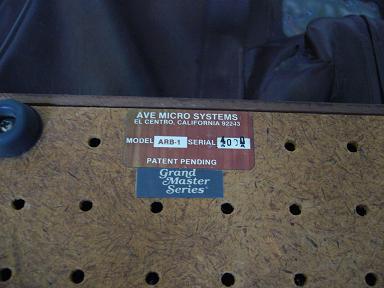 AVE MICRO SYSTEMS
EL CENTRO, CALIFORNIA 92243
MODEL ARB-1 SERIAL
PATENT PENDING
Grand
Master
Series